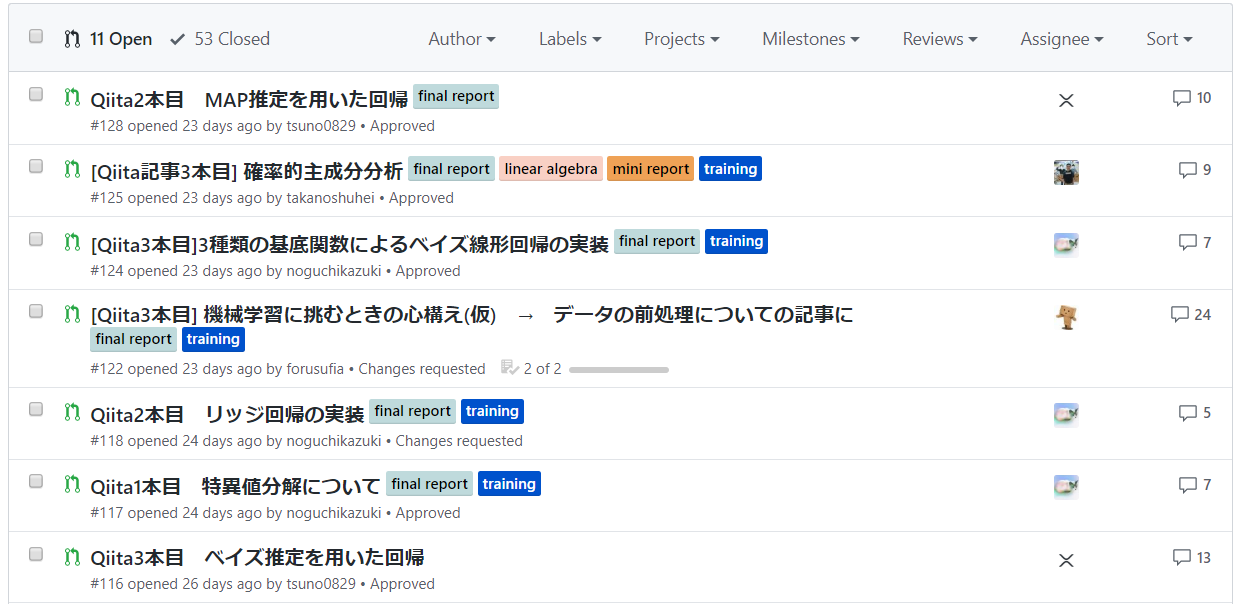 11 Open 53 Closed Author Labels Projects Milestones Reviews Assignee Sort
Qiita2本目　MAP推定を用いた回帰 final report 10
#128 opened 23 days ago by tsuno0829 • Approved
[Qiita記事3本目] 確率的主成分分析 final report linear algebra mini report training 9
#125 opened 23 days ago by takanoshuhei • Approved
[Qiita3本目]3種類の基底関数によるベイズ線形回帰の実装 final report training 7
#124 opened 23 days ago by noguchikazuki • Approved
[Qiita3本目] 機械学習に挑むときの心構え(仮)　→　データの前処理についての記事に 24
final report training
#122 opened 23 days ago by forusufia • Changes requested 2 of 2
Qiita2本目　リッジ回帰の実装 final report training 5
#118 opened 24 days ago by noguchikazuki • Changes requested
Qiita1本目　特異値分解について final report training 7
#117 opened 24 days ago by noguchikazuki • Approved
Qiita3本目　ベイズ推定を用いた回帰 13
#116 opened 26 days ago by tsuno0829 • Approved